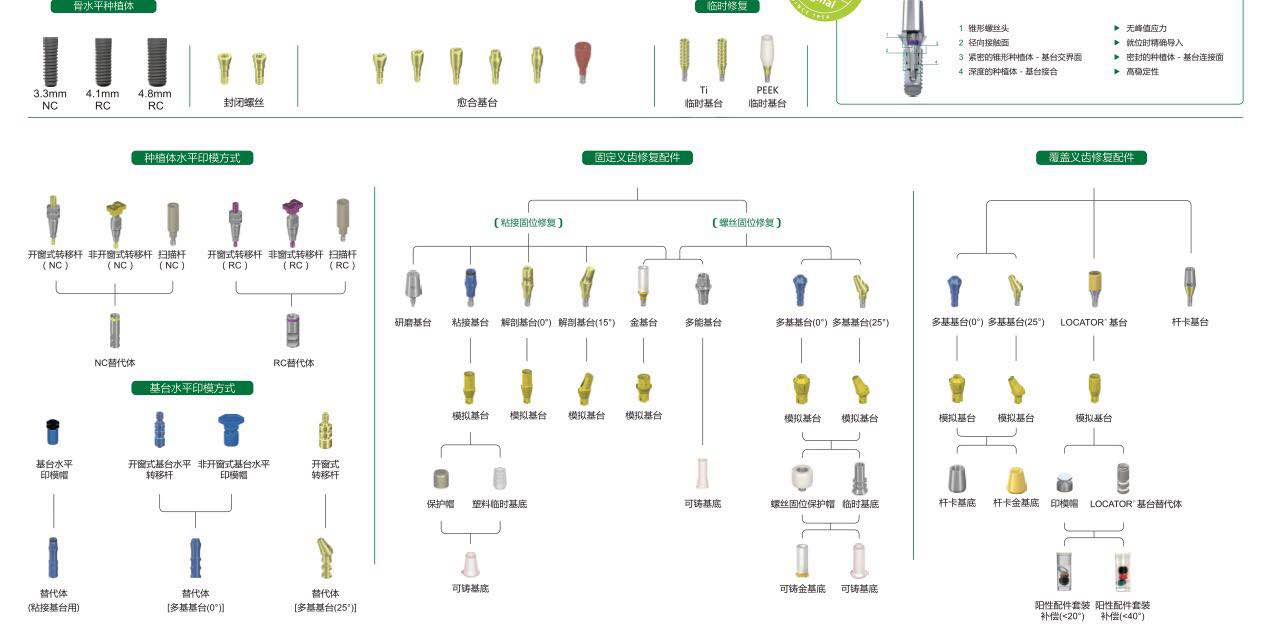 骨水平种植体
3.3mm
NC
4.1mm
RC
4.8mm
RC
封闭螺丝
愈合基台
临时修复
Ti
临时基台
PEEK
临时基台
1 锥形螺丝头
2 径向接触面
3 紧密的锥形种植体 - 基台交界面
4 深度的种植体 - 基台接合
无峰值应力
就位时精确导入
密封的种植体 - 基台连接面
高稳定性
种植体水平印模方式
开窗式转移杆
( NC )
非开窗式转移杆
( NC )
扫描杆
( NC )
开窗式转移杆
( RC )
非窗式转移杆
( RC )
扫描杆
( RC )
NC替代体
RC替代体
基台水平印模方式
基台水平
印模帽
开窗式基台水平
转移杆
非开窗式基台水平
印模帽
开窗式
转移杆
替代体
(粘接基台用)
替代体
[多基基台(0°)]
替代体
[多基基台(25°)]
固定义齿修复配件
( 粘接固位修复 )
( 螺丝固位修复 )
研磨基台
粘接基台
解剖基台(0°)
解剖基台(15°)
金基台
多能基台
多基基台(0°)
多基基台(25°)
模拟基台
模拟基台
模拟基台
模拟基台
模拟基台
模拟基台
保护帽
塑料临时基底
可铸基底
螺丝固位保护帽
临时基底
可铸基底
可铸金基底
可铸基底
覆盖义齿修复配件
多基基台(0°)
多基基台(25°)
LOCATOR® 基台
杆卡基台
模拟基台
模拟基台
模拟基台
杆卡基底
杆卡金基底
印模帽
LOCATOR® 基台替代体
阳性配件套装
补偿(<20°)
阳性配件套装
补偿(<40°)